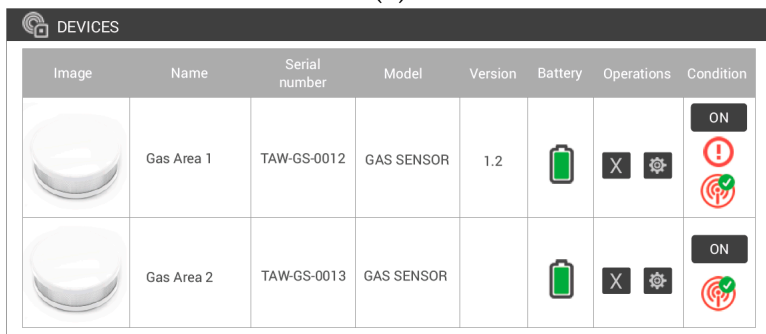 DEVICES
Image Name Serial number Model Version Battery Operations Condition
Gas Area 1 TAW-GS-0012 GAS SENSOR 1.2 X ON
Gas Area 2 TAW-GS-0013 GAS SENSOR X ON